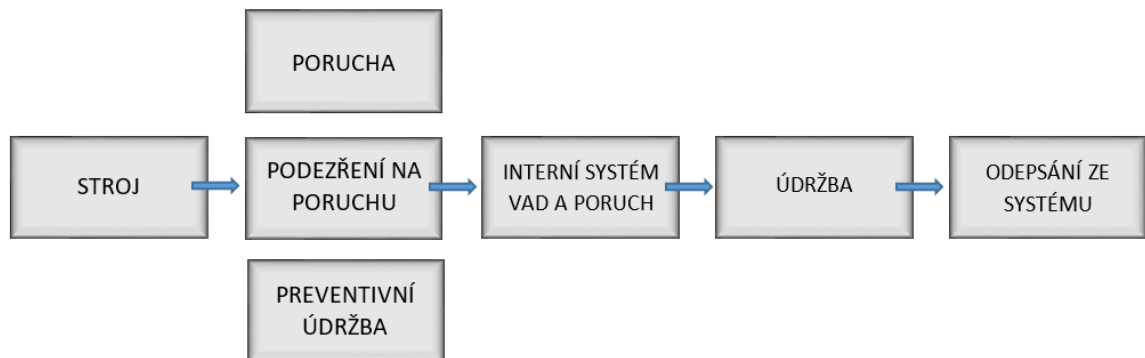 PORUCHA
STROJ
PODEZŘENÍ NA
PORUCHU
INTERNÍ SYSTÉM
VAD A PORUCH
ÚDRŽBA
ODEPSÁNÍ ZE
SYSTÉMU
PREVENTIVNÍ
ÚDRŽBA